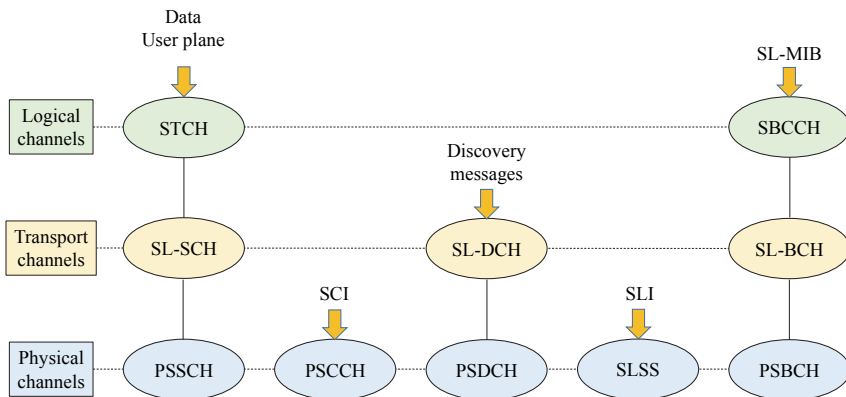 Data
User plane
SL-MIB
Logical
channels
STCH
SBCCH
Discovery
messages
Transport
channels
SL-SCH
SL-DCH
SL-BCH
SCI
SLI
Physical
channels
PSSCH
PSCCH
PSDCH
SLSS
PSBCH